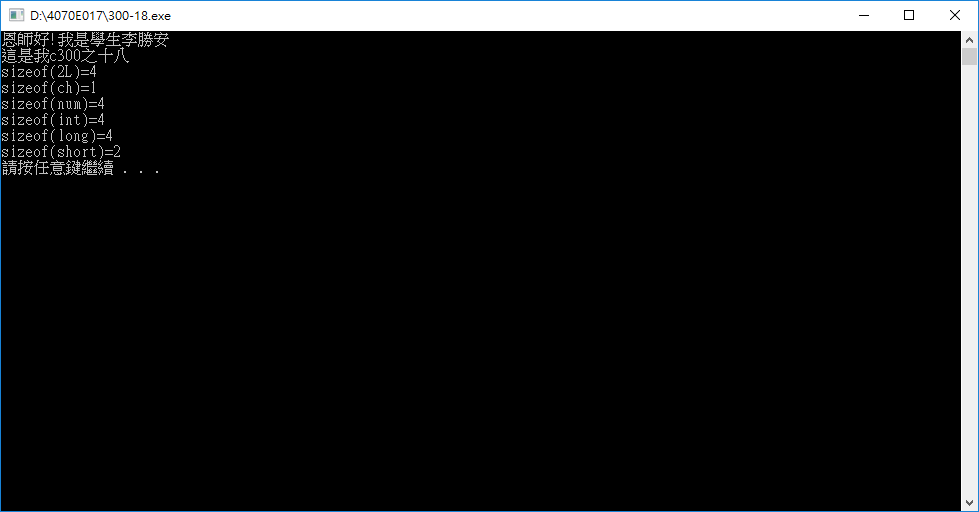 D:\4070E017\300-18.exe
恩師好!我是學生李勝安
這是我c300之十八
sizeof(2L)=4
sizeof(ch)=1
sizeof(num)=4
sizeof(int)=4
sizeof(long)=4
sizeof(short)=2
請按任意鍵繼續 . . .